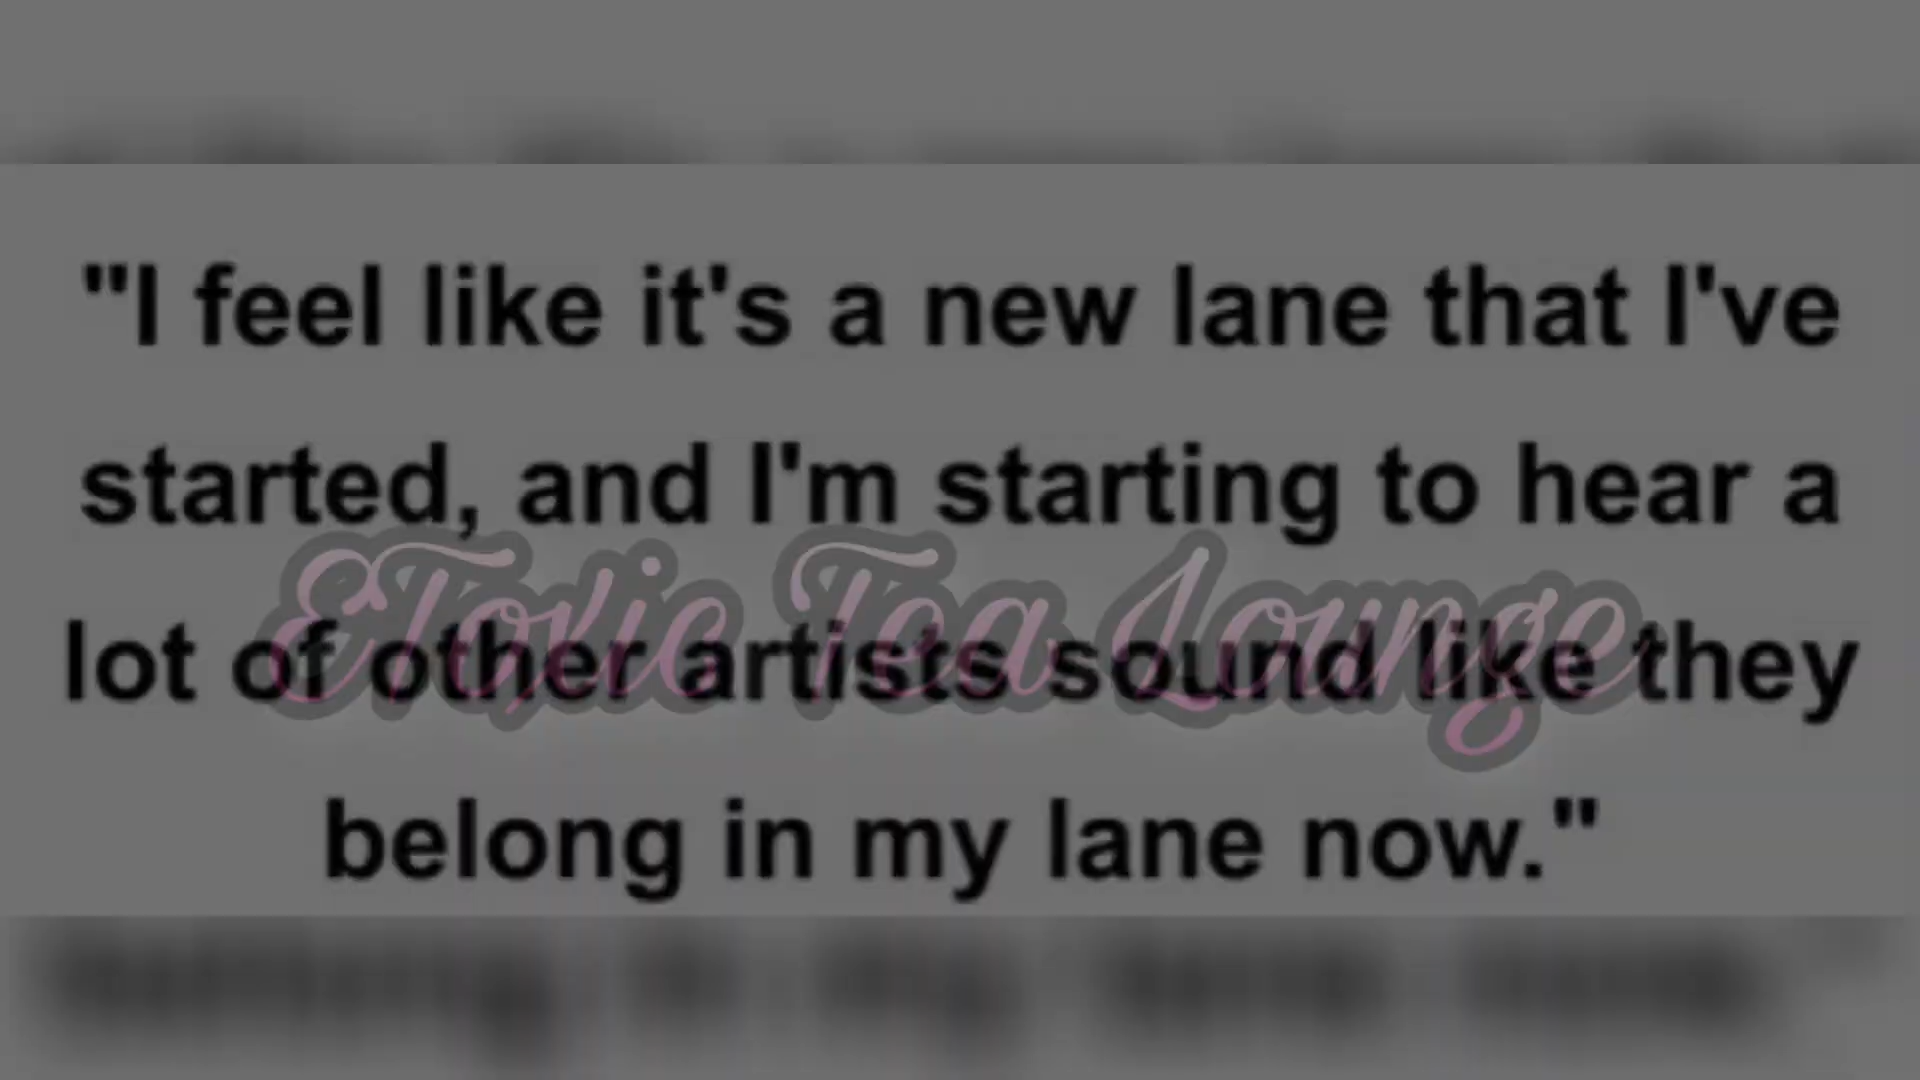 "I feel like it's a new lane that I've
started, and I'm starting to hear a
EToxic Tea Lounge
lot of other artists sound like they
belong in my lane now."